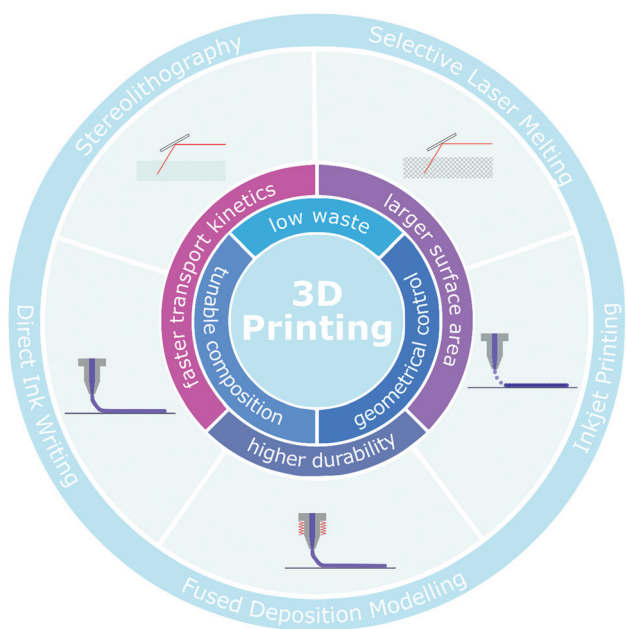 Stereolithography
Selective Laser Melting
faster transport kinetics
larger surface area
low waste
tunable composition
geometrical control
3D
Printing
Direct Ink Writing
Inkjet Printing
higher durability
Fused Deposition Modelling